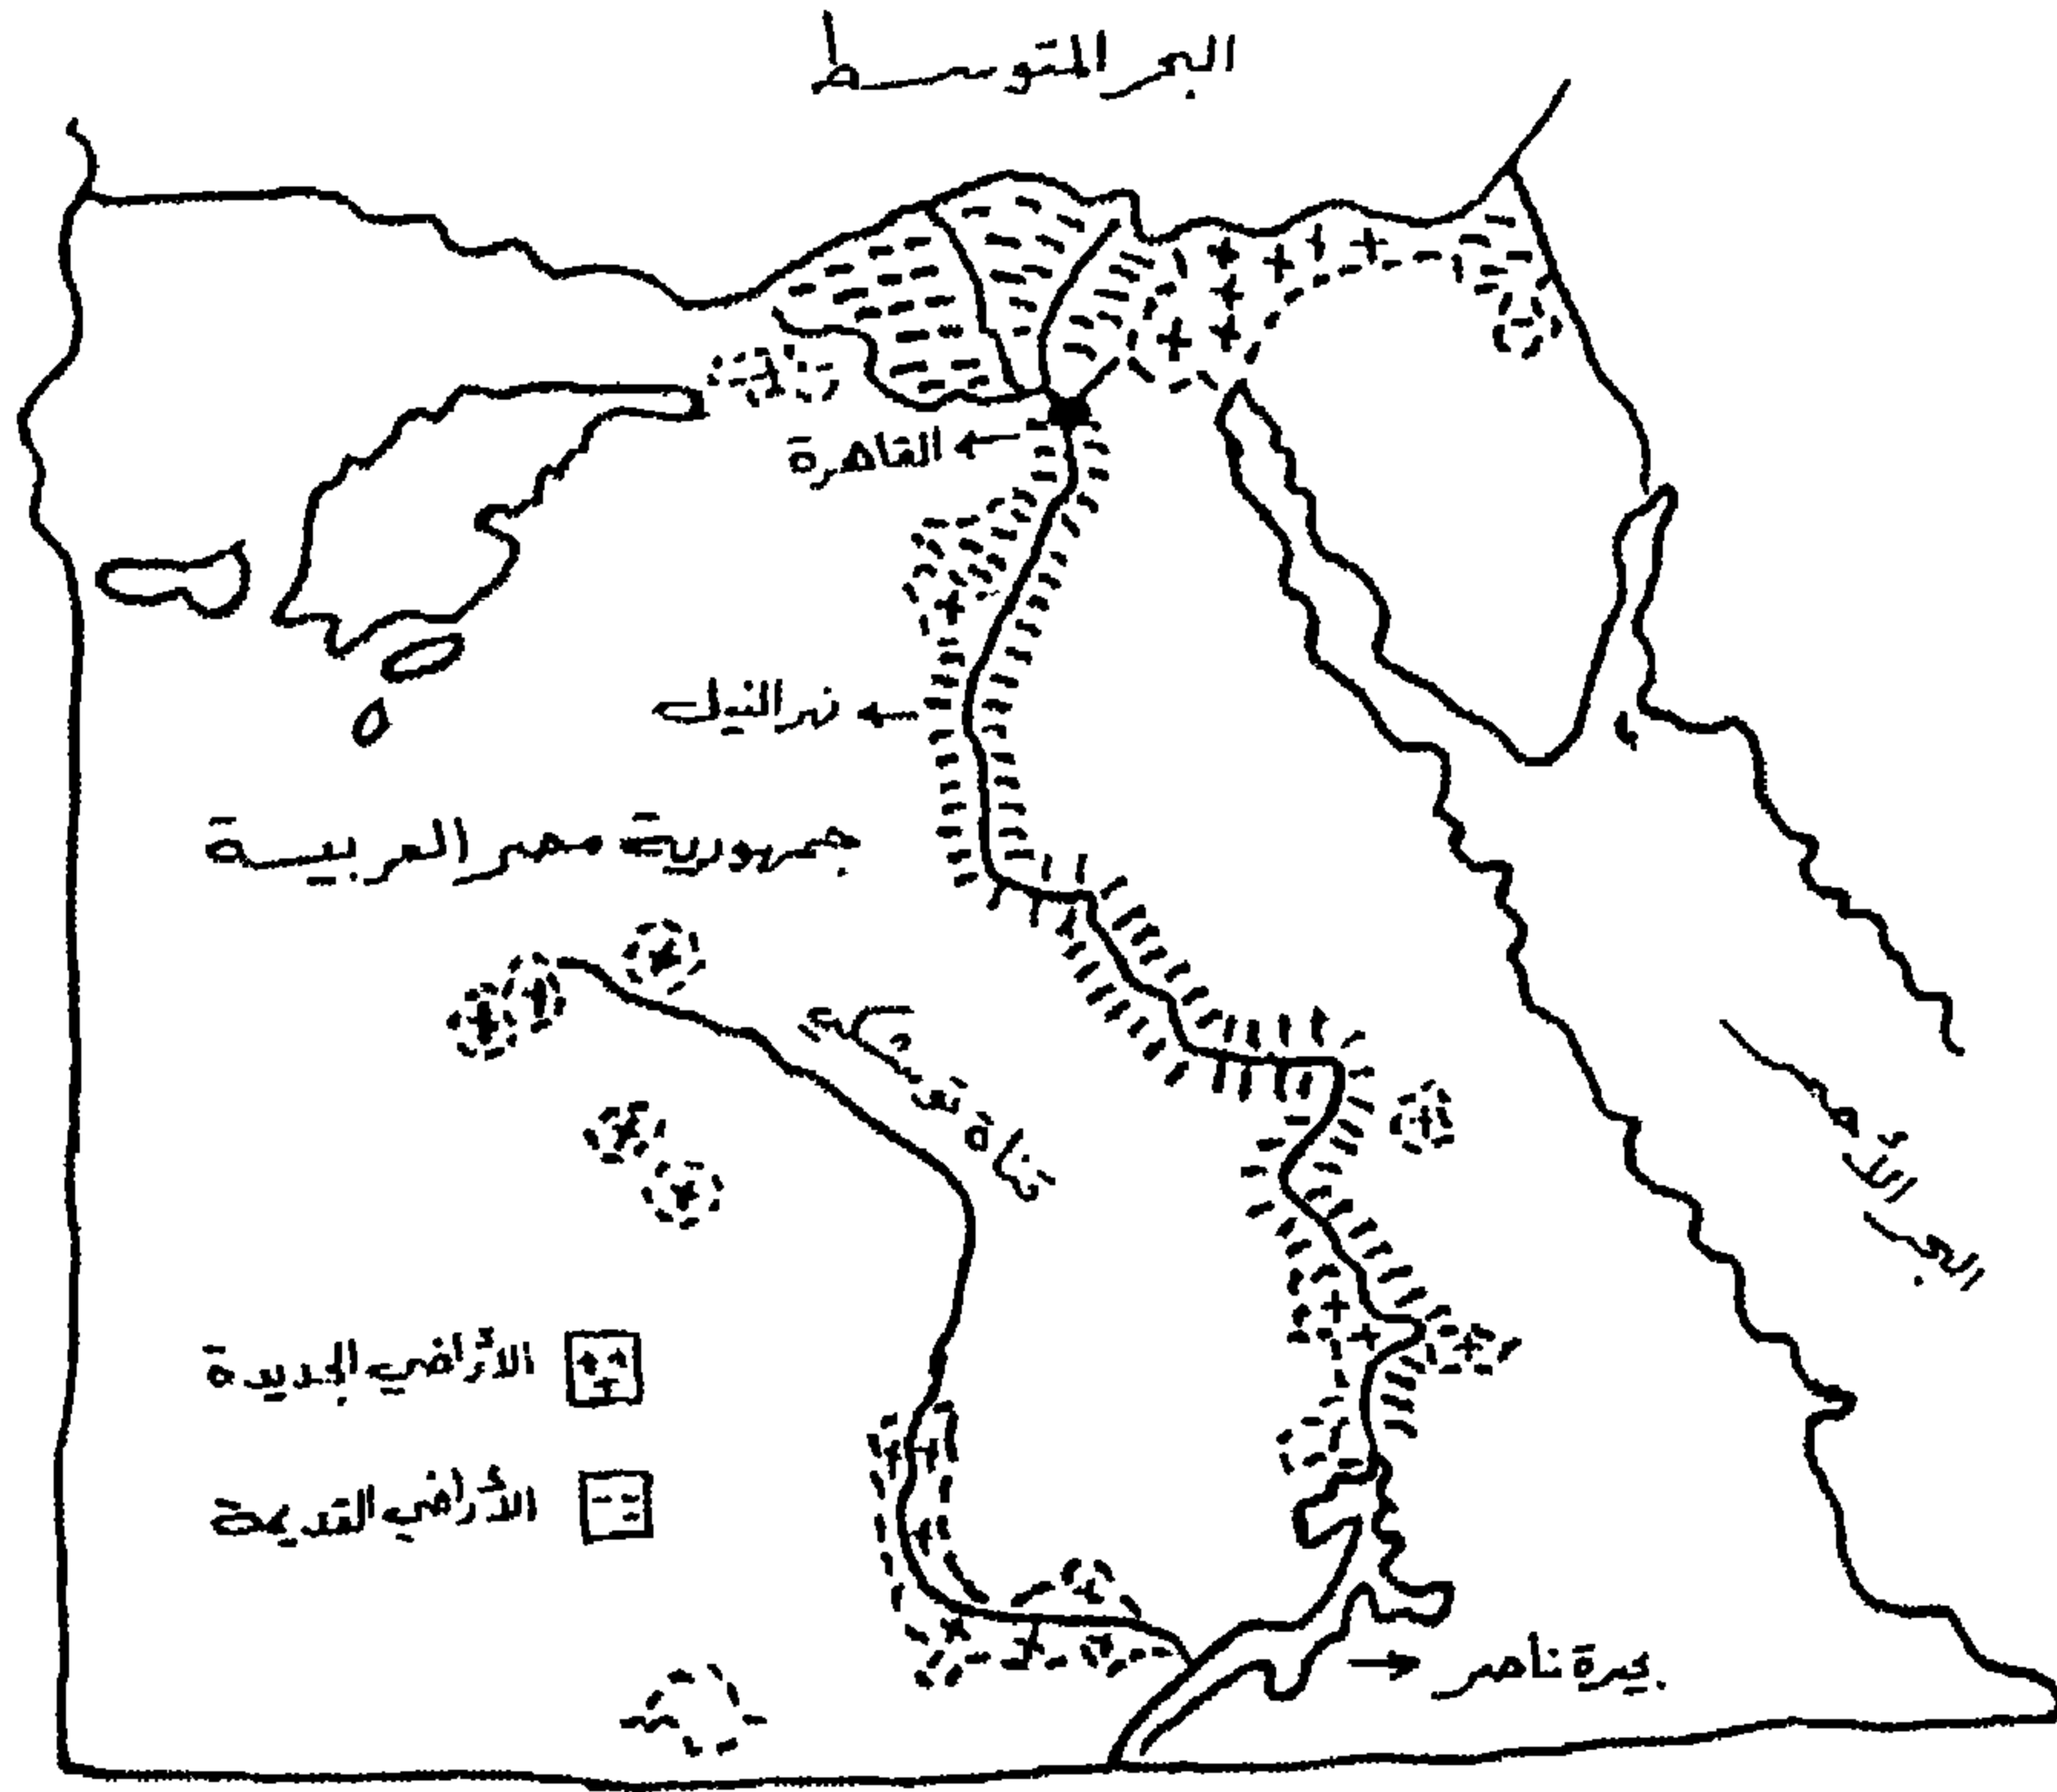 البحر المتوسط
القاهرة
نهر النيل
جمهورية مصر العربية
قناة توشكى
البحر الأحمر
الأراضي الجديدة
الأراضي القديمة
بحيرة ناصر